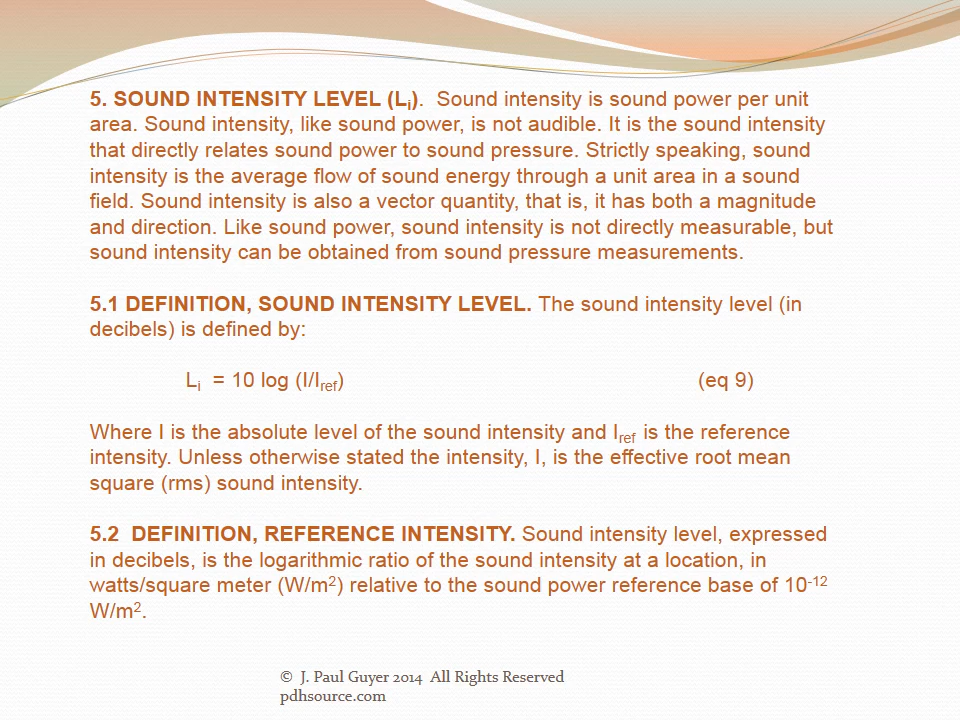 5. SOUND INTENSITY LEVEL (Lᵢ).  Sound intensity is sound power per unit
area. Sound intensity, like sound power, is not audible. It is the sound intensity
that directly relates sound power to sound pressure. Strictly speaking, sound
intensity is the average flow of sound energy through a unit area in a sound
field. Sound intensity is also a vector quantity, that is, it has both a magnitude
and direction. Like sound power, sound intensity is not directly measurable, but
sound intensity can be obtained from sound pressure measurements.
5.1 DEFINITION, SOUND INTENSITY LEVEL. The sound intensity level (in
decibels) is defined by:
Lᵢ  = 10 log (I/I_ref) (eq 9)
Where I is the absolute level of the sound intensity and I_ref is the reference
intensity. Unless otherwise stated the intensity, I, is the effective root mean
square (rms) sound intensity.
5.2  DEFINITION, REFERENCE INTENSITY. Sound intensity level, expressed
in decibels, is the logarithmic ratio of the sound intensity at a location, in
watts/square meter (W/m²) relative to the sound power reference base of 10⁻¹²
W/m².
©  J. Paul Guyer 2014  All Rights Reserved
pdhsource.com